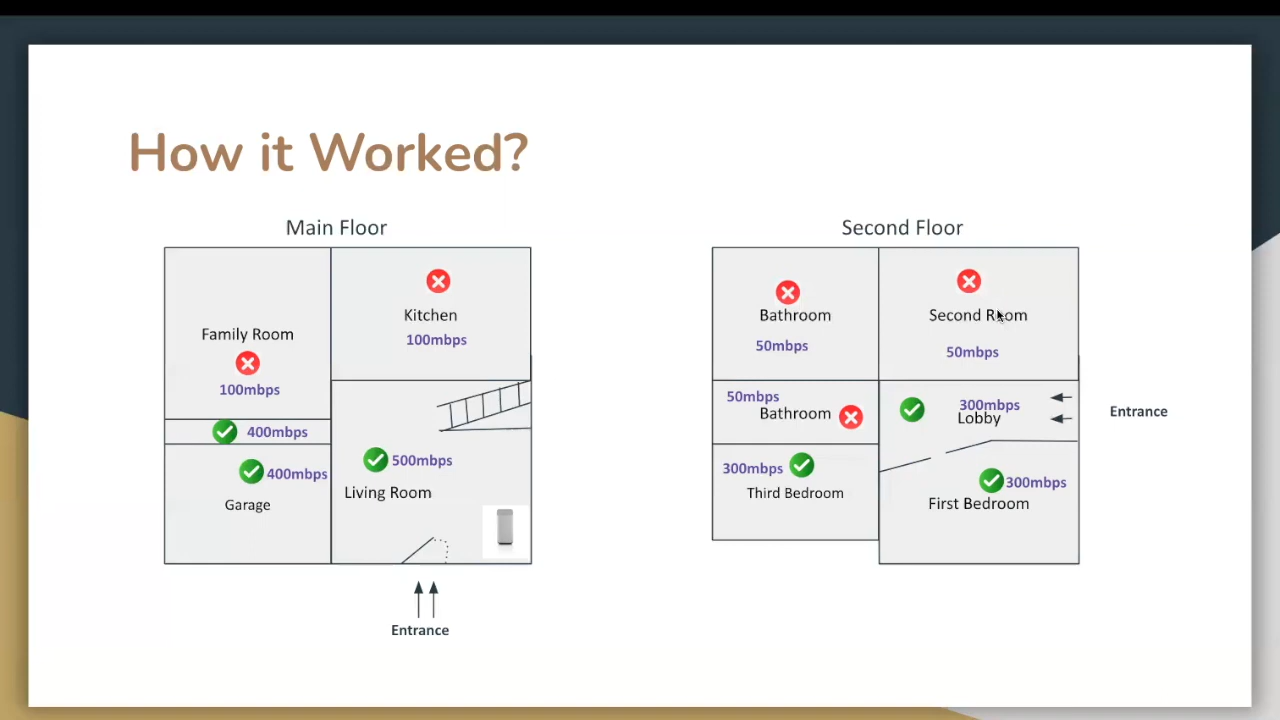 How it Worked?
Main Floor
Kitchen
100mbps
Family Room
100mbps
400mbps
400mbps
Garage
500mbps
Living Room
Entrance
Second Floor
Bathroom
50mbps
Second Room
50mbps
50mbps
Bathroom
300mbps
Lobby
Entrance
300mbps
Third Bedroom
300mbps
First Bedroom